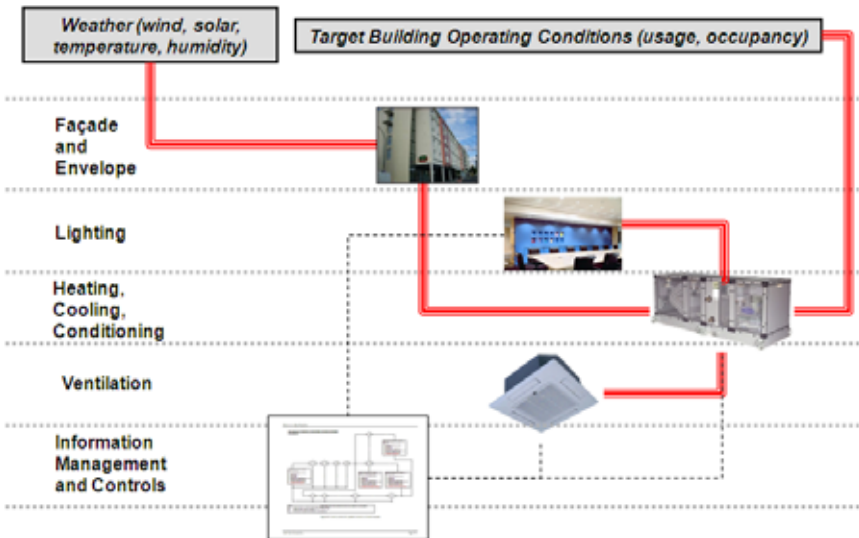 Weather (wind, solar,
temperature, humidity)
Target Building Operating Conditions (usage, occupancy)
Façade
and
Envelope
Lighting
Heating,
Cooling,
Conditioning
Ventilation
Information
Management
and Controls